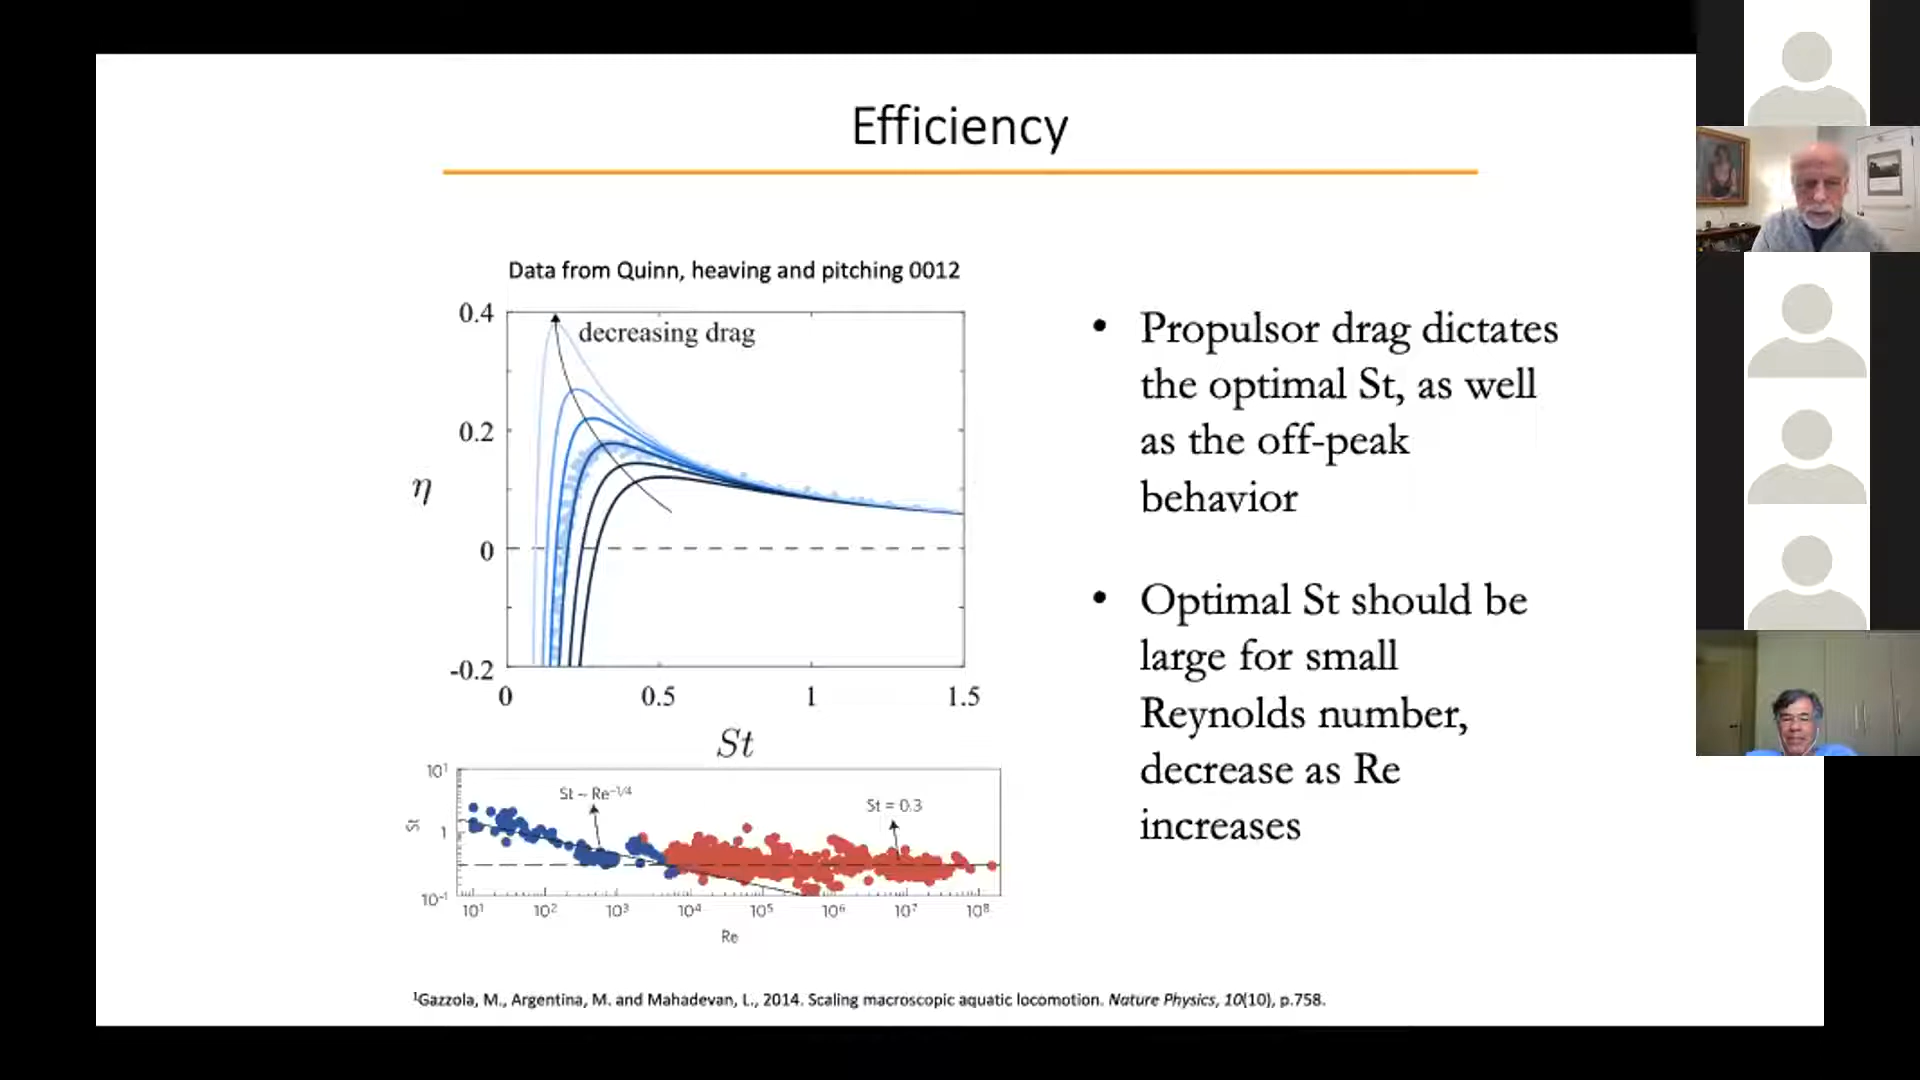 Efficiency
Data from Quinn, heaving and pitching 0012
0.4
decreasing drag
0.2
η
0
-0.2
0
0.5
1
1.5
St
10¹
St ~ Re⁻¹/⁴
St = 0.3
St
1
10⁻¹
10¹
10²
10³
10⁴
10⁵
10⁶
10⁷
10⁸
Re
• Propulsor drag dictates
the optimal St, as well
as the off-peak
behavior
• Optimal St should be
large for small
Reynolds number,
decrease as Re
increases
¹Gazzola, M., Argentina, M. and Mahadevan, L., 2014. Scaling macroscopic aquatic locomotion. Nature Physics, 10(10), p.758.